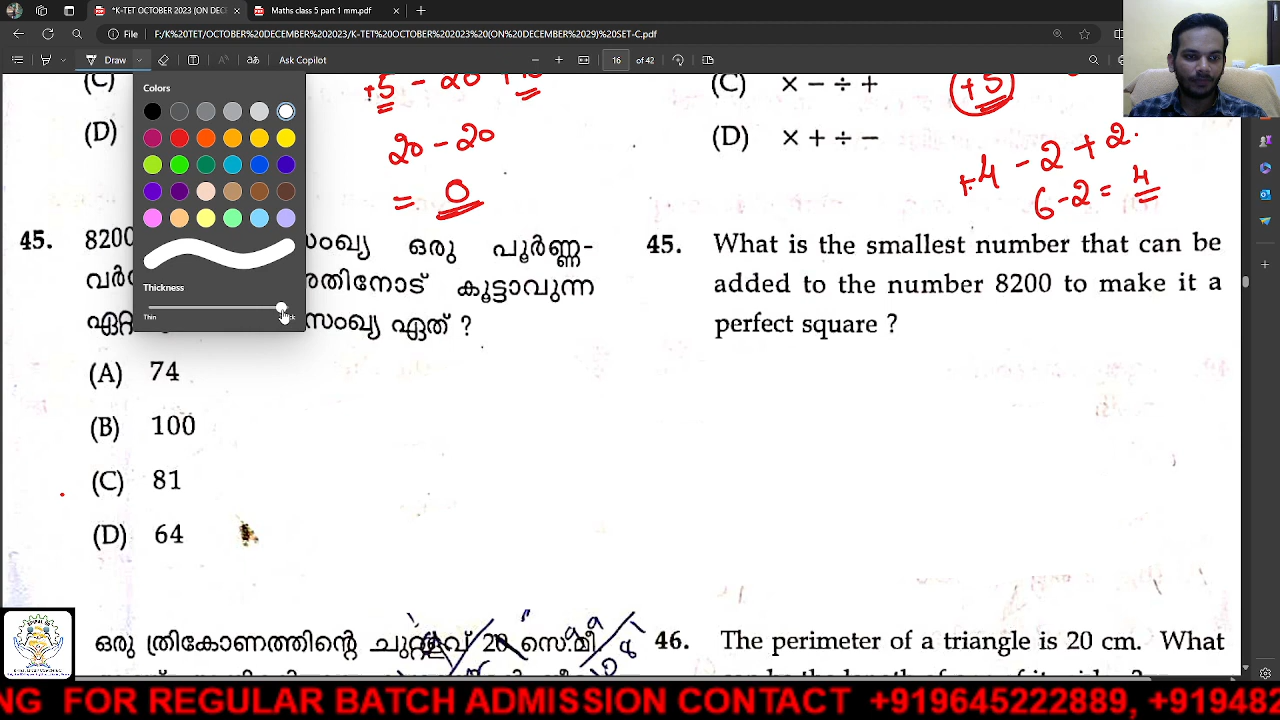 *K-TET OCTOBER 2023 (ON DEC
Maths class 5 part 1 mm.pdf
File
F:/K%20TET/OCTOBER%20DECEMBER%202023/K-TET%20OCTOBER%202023%20(ON%20DECEMBER%2029)%20SET-C.pdf
Draw
Ask Copilot
16 of 42
Colors
Thickness
Thin
(C)
+5 - 20
(D)
20 - 20
= 0
(C) × − ÷ +
(+5)
(D) × + ÷ −
+4 - 2 + 2
6-2 = 4
45. 8200
സംഖ്യ ഒരു പൂർണ്ണ-
വർ
അതിനോട് കൂട്ടാവുന്ന
ഏറ്റ
സംഖ്യ ഏത് ?
(A) 74
(B) 100
(C) 81
(D) 64
45. What is the smallest number that can be
added to the number 8200 to make it a
perfect square ?
ഒരു ത്രികോണത്തിന്റെ ചുറ്റളവ് 20 സെ.മീ.
46. The perimeter of a triangle is 20 cm. What
NG FOR REGULAR BATCH ADMISSION CONTACT +919645222889, +919482